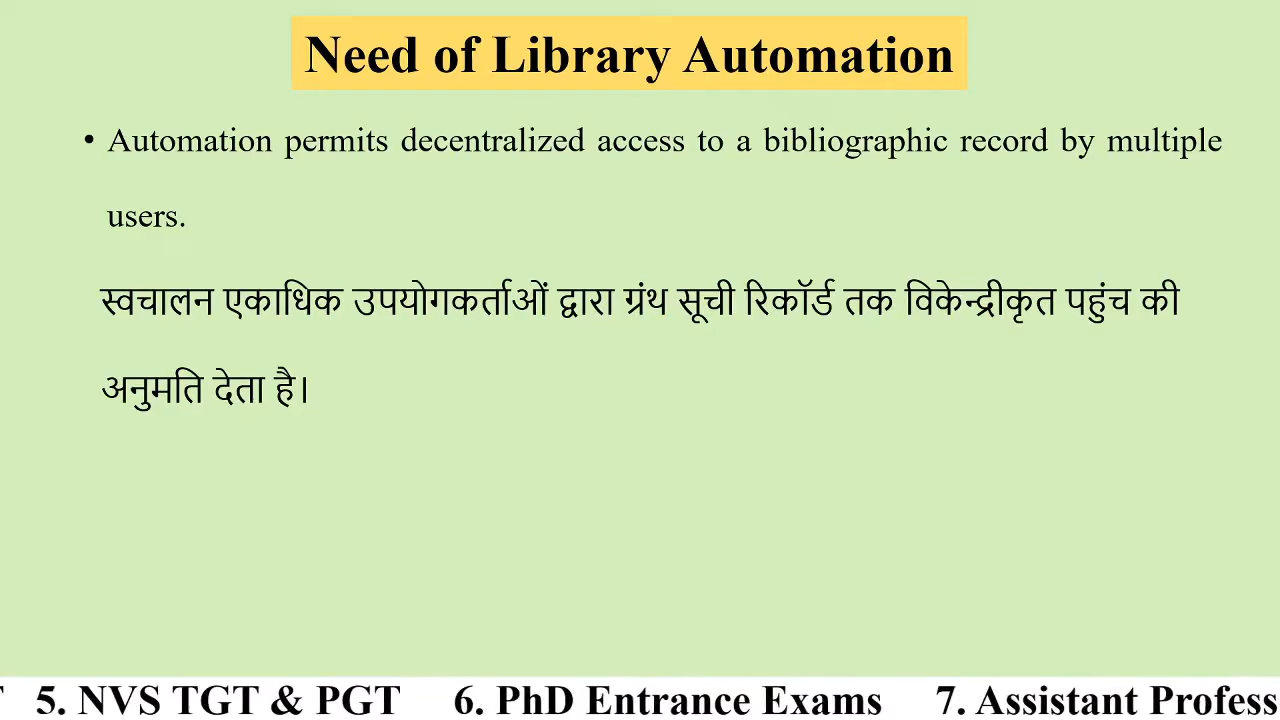 Need of Library Automation
• Automation permits decentralized access to a bibliographic record by multiple
users.
स्वचालन एकाधिक उपयोगकर्ताओं द्वारा ग्रंथ सूची रिकॉर्ड तक विकेन्द्रीकृत पहुंच की
अनुमति देता है।
5. NVS TGT & PGT 6. PhD Entrance Exams 7. Assistant Profess